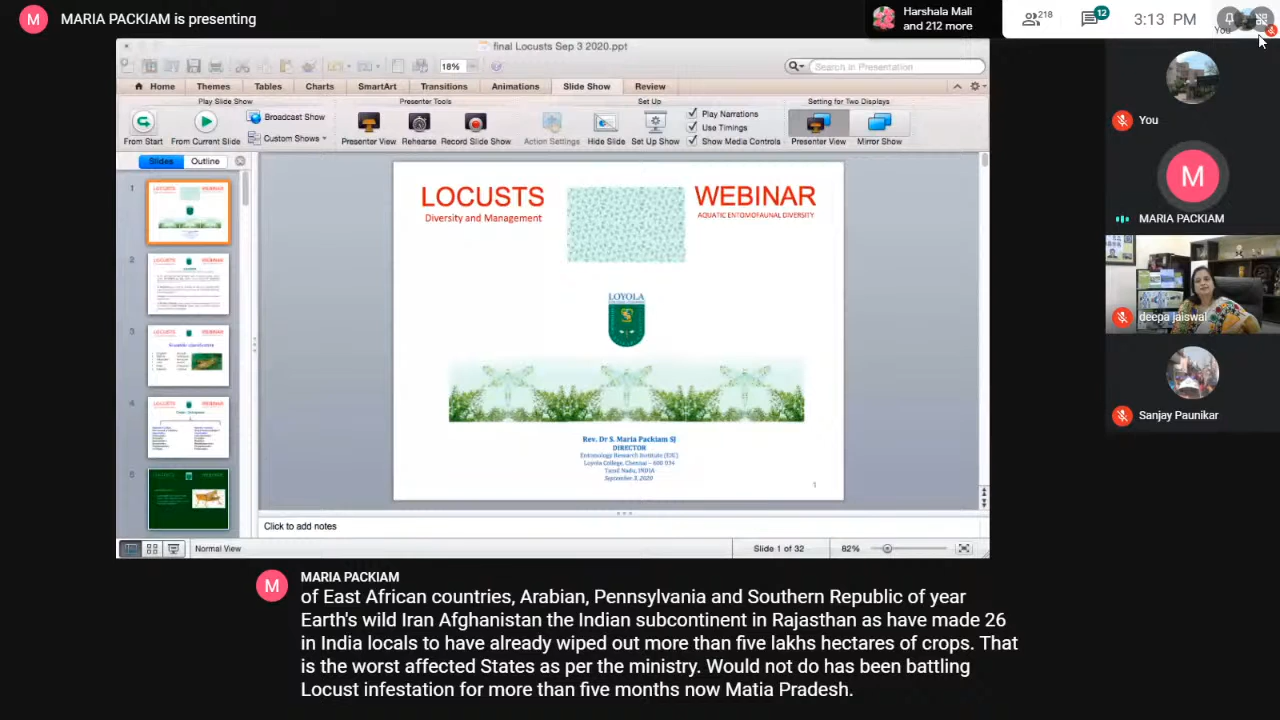 M MARIA PACKIAM is presenting
Harshala Mali
and 212 more
218
12
3:13 PM
You
final Locusts Sep 3 2020.ppt
18%
Search in Presentation
Home Themes Tables Charts SmartArt Transitions Animations Slide Show Review
Play Slide Show Presenter Tools Set Up Setting for Two Displays
From Start
From Current Slide
Broadcast Show
Custom Shows
Presenter View
Rehearse
Record Slide Show
Action Settings
Hide Slide
Set Up Show
Play Narrations
Use Timings
Show Media Controls
Presenter View
Mirror Show
Slides Outline
1
2
3
4
LOCUSTS
Diversity and Management
WEBINAR
AQUATIC ENTOMOFAUNAL DIVERSITY
LOYOLA
Rev. Dr S. Maria Packiam SJ
DIRECTOR
Entomology Research Institute [ERI]
Loyola College, Chennai – 600 034
Tamil Nadu, INDIA
September 3, 2020
1
Click to add notes
Normal View
Slide 1 of 32
82%
You
M
MARIA PACKIAM
deepa jaiswal
Sanjay Paunikar
M
MARIA PACKIAM
of East African countries, Arabian, Pennsylvania and Southern Republic of year
Earth's wild Iran Afghanistan the Indian subcontinent in Rajasthan as have made 26
in India locals to have already wiped out more than five lakhs hectares of crops. That
is the worst affected States as per the ministry. Would not do has been battling
Locust infestation for more than five months now Matia Pradesh.